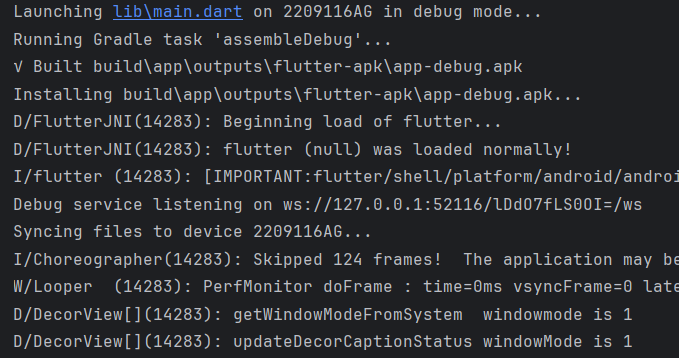 Launching lib\main.dart on 2209116AG in debug mode...
Running Gradle task 'assembleDebug'...
√ Built build\app\outputs\flutter-apk\app-debug.apk
Installing build\app\outputs\flutter-apk\app-debug.apk...
D/FlutterJNI(14283): Beginning load of flutter...
D/FlutterJNI(14283): flutter (null) was loaded normally!
I/flutter (14283): [IMPORTANT:flutter/shell/platform/android/androi
Debug service listening on ws://127.0.0.1:52116/lDdO7fLS0OI=/ws
Syncing files to device 2209116AG...
I/Choreographer(14283): Skipped 124 frames!  The application may be
W/Looper  (14283): PerfMonitor doFrame : time=0ms vsyncFrame=0 late
D/DecorView[](14283): getWindowModeFromSystem  windowmode is 1
D/DecorView[](14283): updateDecorCaptionStatus windowMode is 1